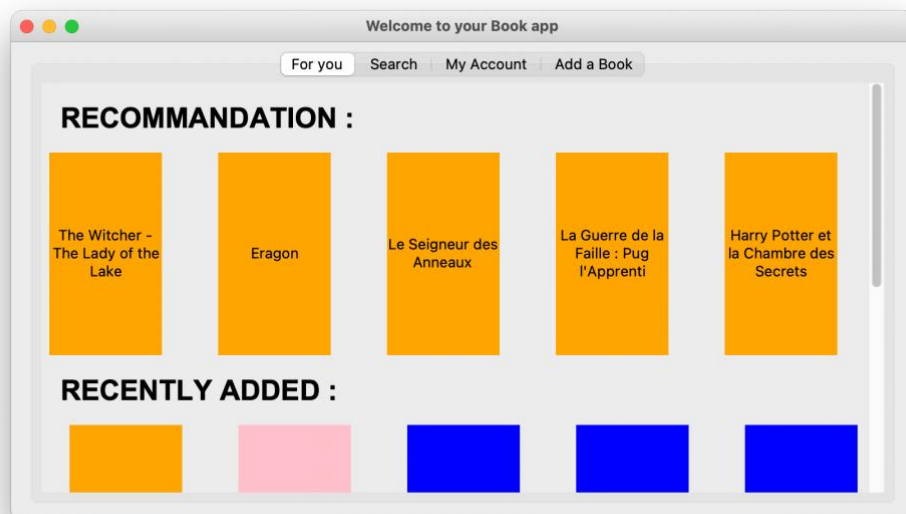 Welcome to your Book app
For you Search My Account Add a Book
RECOMMANDATION :
The Witcher -
The Lady of the
Lake
Eragon
Le Seigneur des
Anneaux
La Guerre de la
Faille : Pug
l'Apprenti
Harry Potter et
la Chambre des
Secrets
RECENTLY ADDED :